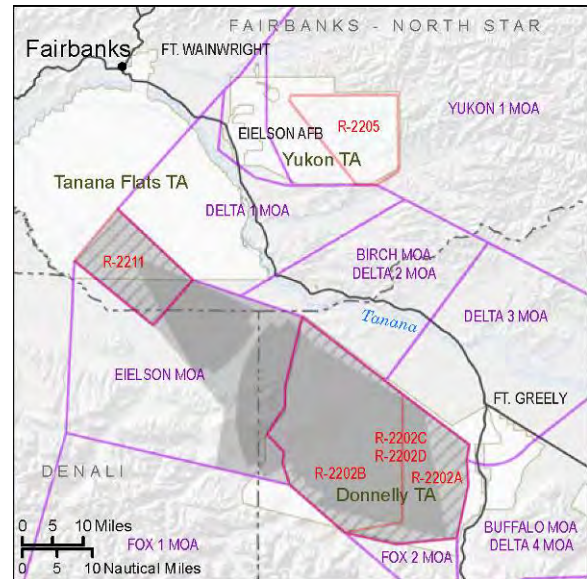 FAIRBANKS - NORTH STAR
Fairbanks
FT. WAINWRIGHT
YUKON 1 MOA
R-2205
EIELSON AFB
Yukon TA
Tanana Flats TA
DELTA 1 MOA
BIRCH MOA
DELTA 2 MOA
R-2211
Tanana
DELTA 3 MOA
EIELSON MOA
FT. GREELY
R-2202C
R-2202D
R-2202B
R-2202A
DENALI
Donnelly TA
0 5 10 Miles
BUFFALO MOA
DELTA 4 MOA
FOX 1 MOA
FOX 2 MOA
0 5 10 Nautical Miles